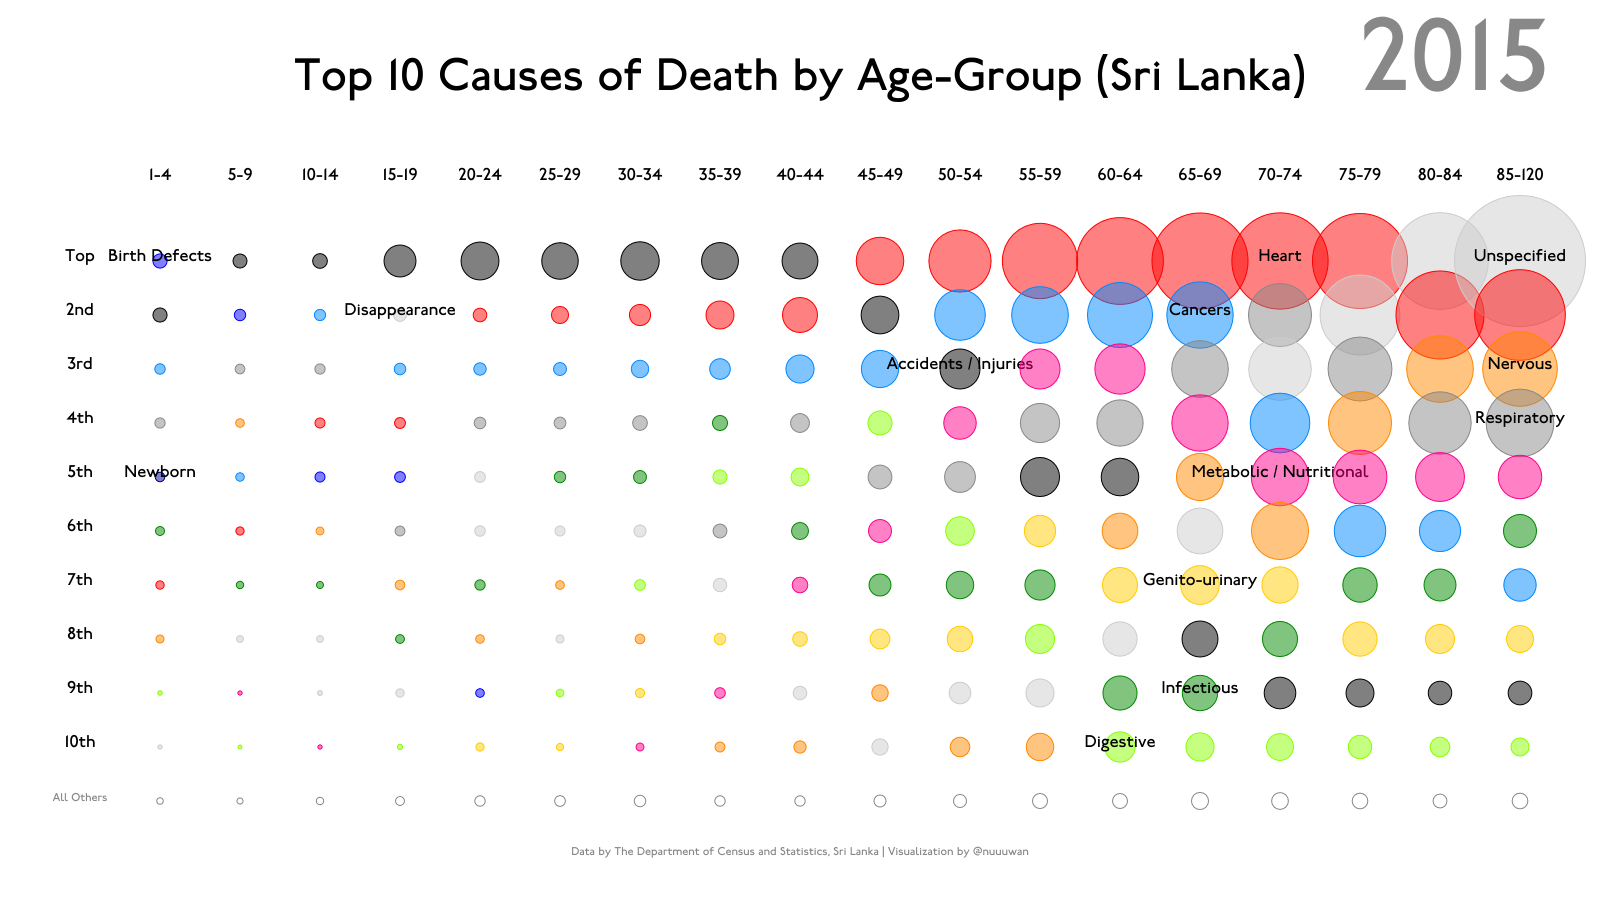 2015
Top 10 Causes of Death by Age-Group (Sri Lanka)
1-4 5-9 10-14 15-19 20-24 25-29 30-34 35-39 40-44 45-49 50-54 55-59 60-64 65-69 70-74 75-79 80-84 85-120
Top Birth Defects Heart Unspecified
2nd Disappearance Cancers
3rd Accidents / Injuries Nervous
4th Respiratory
5th Newborn Metabolic / Nutritional
6th
7th Genito-urinary
8th
9th Infectious
10th Digestive
All Others
Data by The Department of Census and Statistics, Sri Lanka | Visualization by @nuuuwan